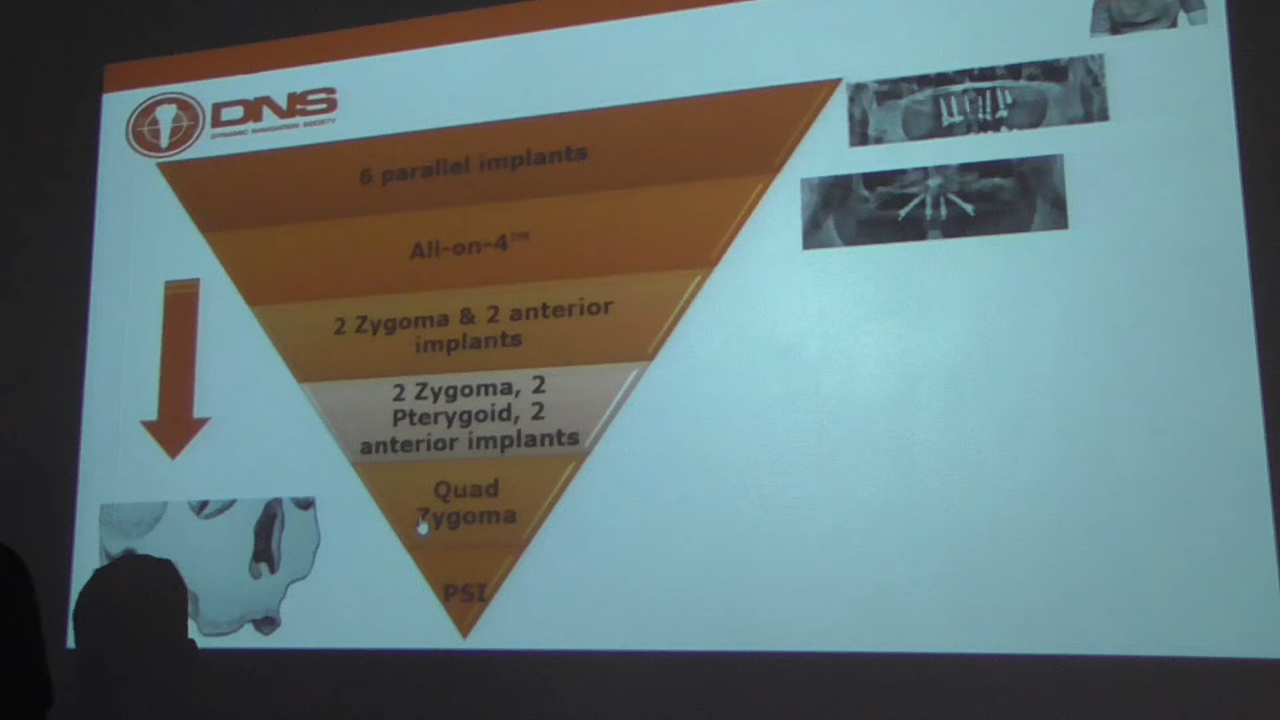 DNS
DYNAMIC NAVIGATION SOCIETY
6 parallel implants
All-on-4™
2 Zygoma & 2 anterior
implants
2 Zygoma, 2
Pterygoid, 2
anterior implants
Quad
Zygoma
PSI